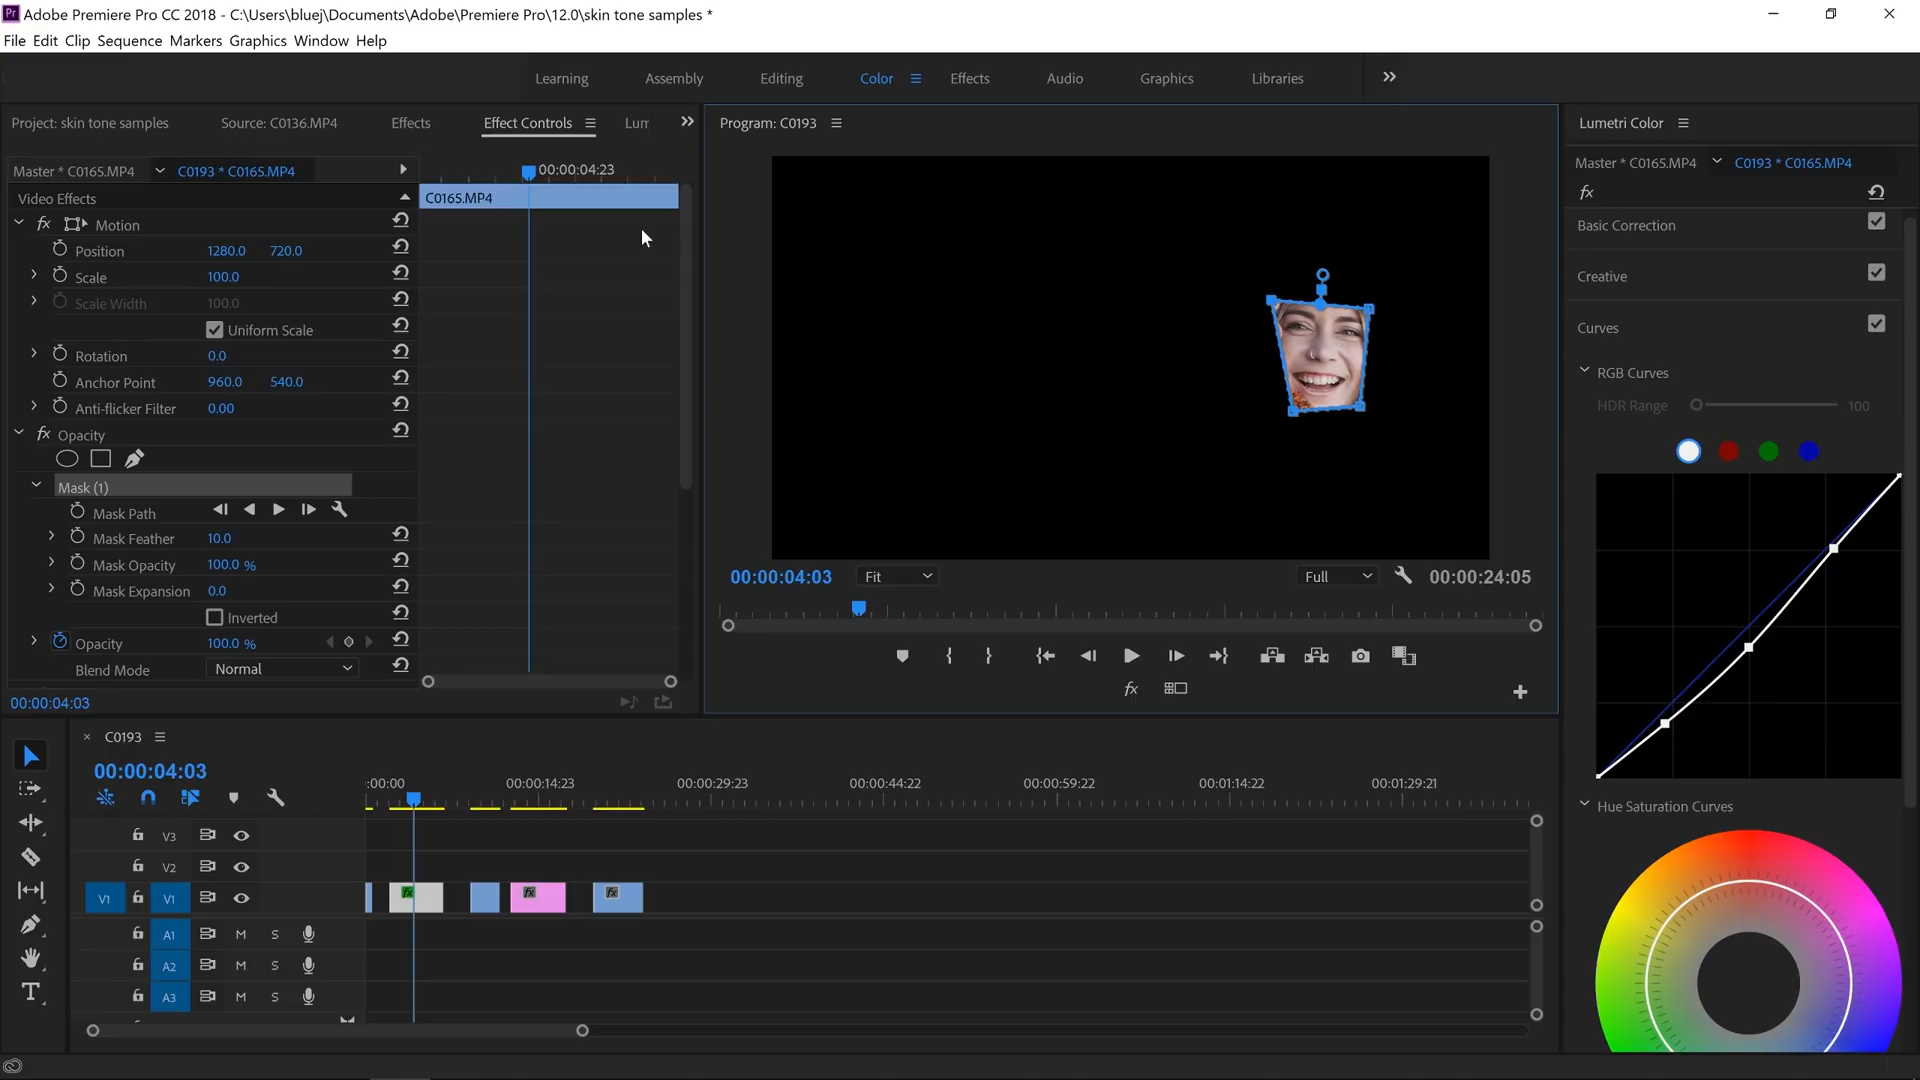 Pr Adobe Premiere Pro CC 2018 - C:\Users\bluej\Documents\Adobe\Premiere Pro\12.0\skin tone samples *
File Edit Clip Sequence Markers Graphics Window Help
Learning Assembly Editing Color Effects Audio Graphics Libraries
Project: skin tone samples Source: C0136.MP4 Effects Effect Controls Lum
Program: C0193
Lumetri Color
Master * C0165.MP4 C0193 * C0165.MP4
00:00:04:23
Master * C0165.MP4 C0193 * C0165.MP4
fx
Video Effects
C0165.MP4
fx Motion
Position 1280.0 720.0
Scale 100.0
Scale Width 100.0
Uniform Scale
Rotation 0.0
Anchor Point 960.0 540.0
Anti-flicker Filter 0.00
fx Opacity
Mask (1)
Mask Path
Mask Feather 10.0
Mask Opacity 100.0 %
Mask Expansion 0.0
Inverted
Opacity 100.0 %
Blend Mode Normal
00:00:04:03
00:00:04:03 Fit Full 00:00:24:05
fx
Basic Correction
Creative
Curves
RGB Curves
HDR Range 100
Hue Saturation Curves
C0193
00:00:04:03
:00:00 00:00:14:23 00:00:29:23 00:00:44:22 00:00:59:22 00:01:14:22 00:01:29:21
V3
V2
V1 V1 fx fx fx
A1 M S
A2 M S
A3 M S
T